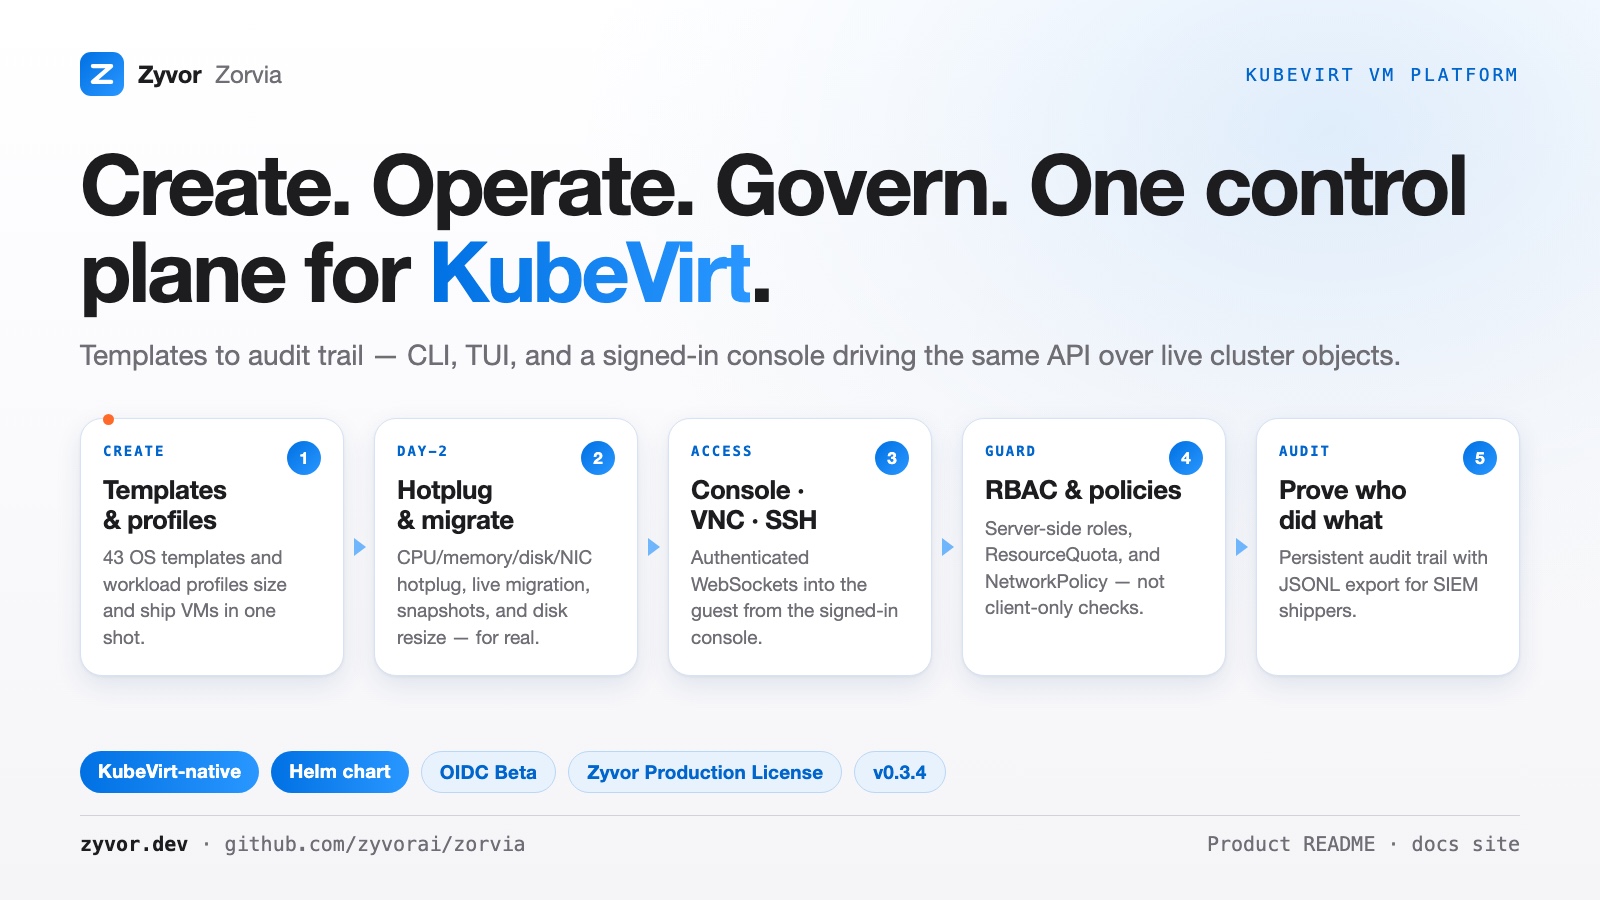 Z Zyvor Zorvia
KUBEVIRT VM PLATFORM
Create. Operate. Govern. One control
plane for KubeVirt.
Templates to audit trail — CLI, TUI, and a signed-in console driving the same API over live cluster objects.
CREATE
1
Templates
& profiles
43 OS templates and
workload profiles size
and ship VMs in one
shot.
DAY-2
2
Hotplug
& migrate
CPU/memory/disk/NIC
hotplug, live migration,
snapshots, and disk
resize — for real.
ACCESS
3
Console ·
VNC · SSH
Authenticated
WebSockets into the
guest from the signed-in
console.
GUARD
4
RBAC & policies
Server-side roles,
ResourceQuota, and
NetworkPolicy — not
client-only checks.
AUDIT
5
Prove who
did what
Persistent audit trail with
JSONL export for SIEM
shippers.
KubeVirt-native
Helm chart
OIDC Beta
Zyvor Production License
v0.3.4
zyvor.dev · github.com/zyvorai/zorvia
Product README · docs site